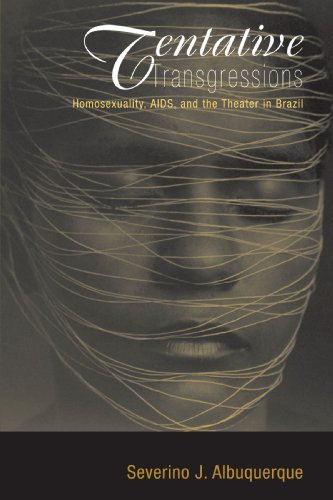 Tentative
Transgressions
Homosexuality, AIDS, and the Theater in Brazil
Severino J. Albuquerque